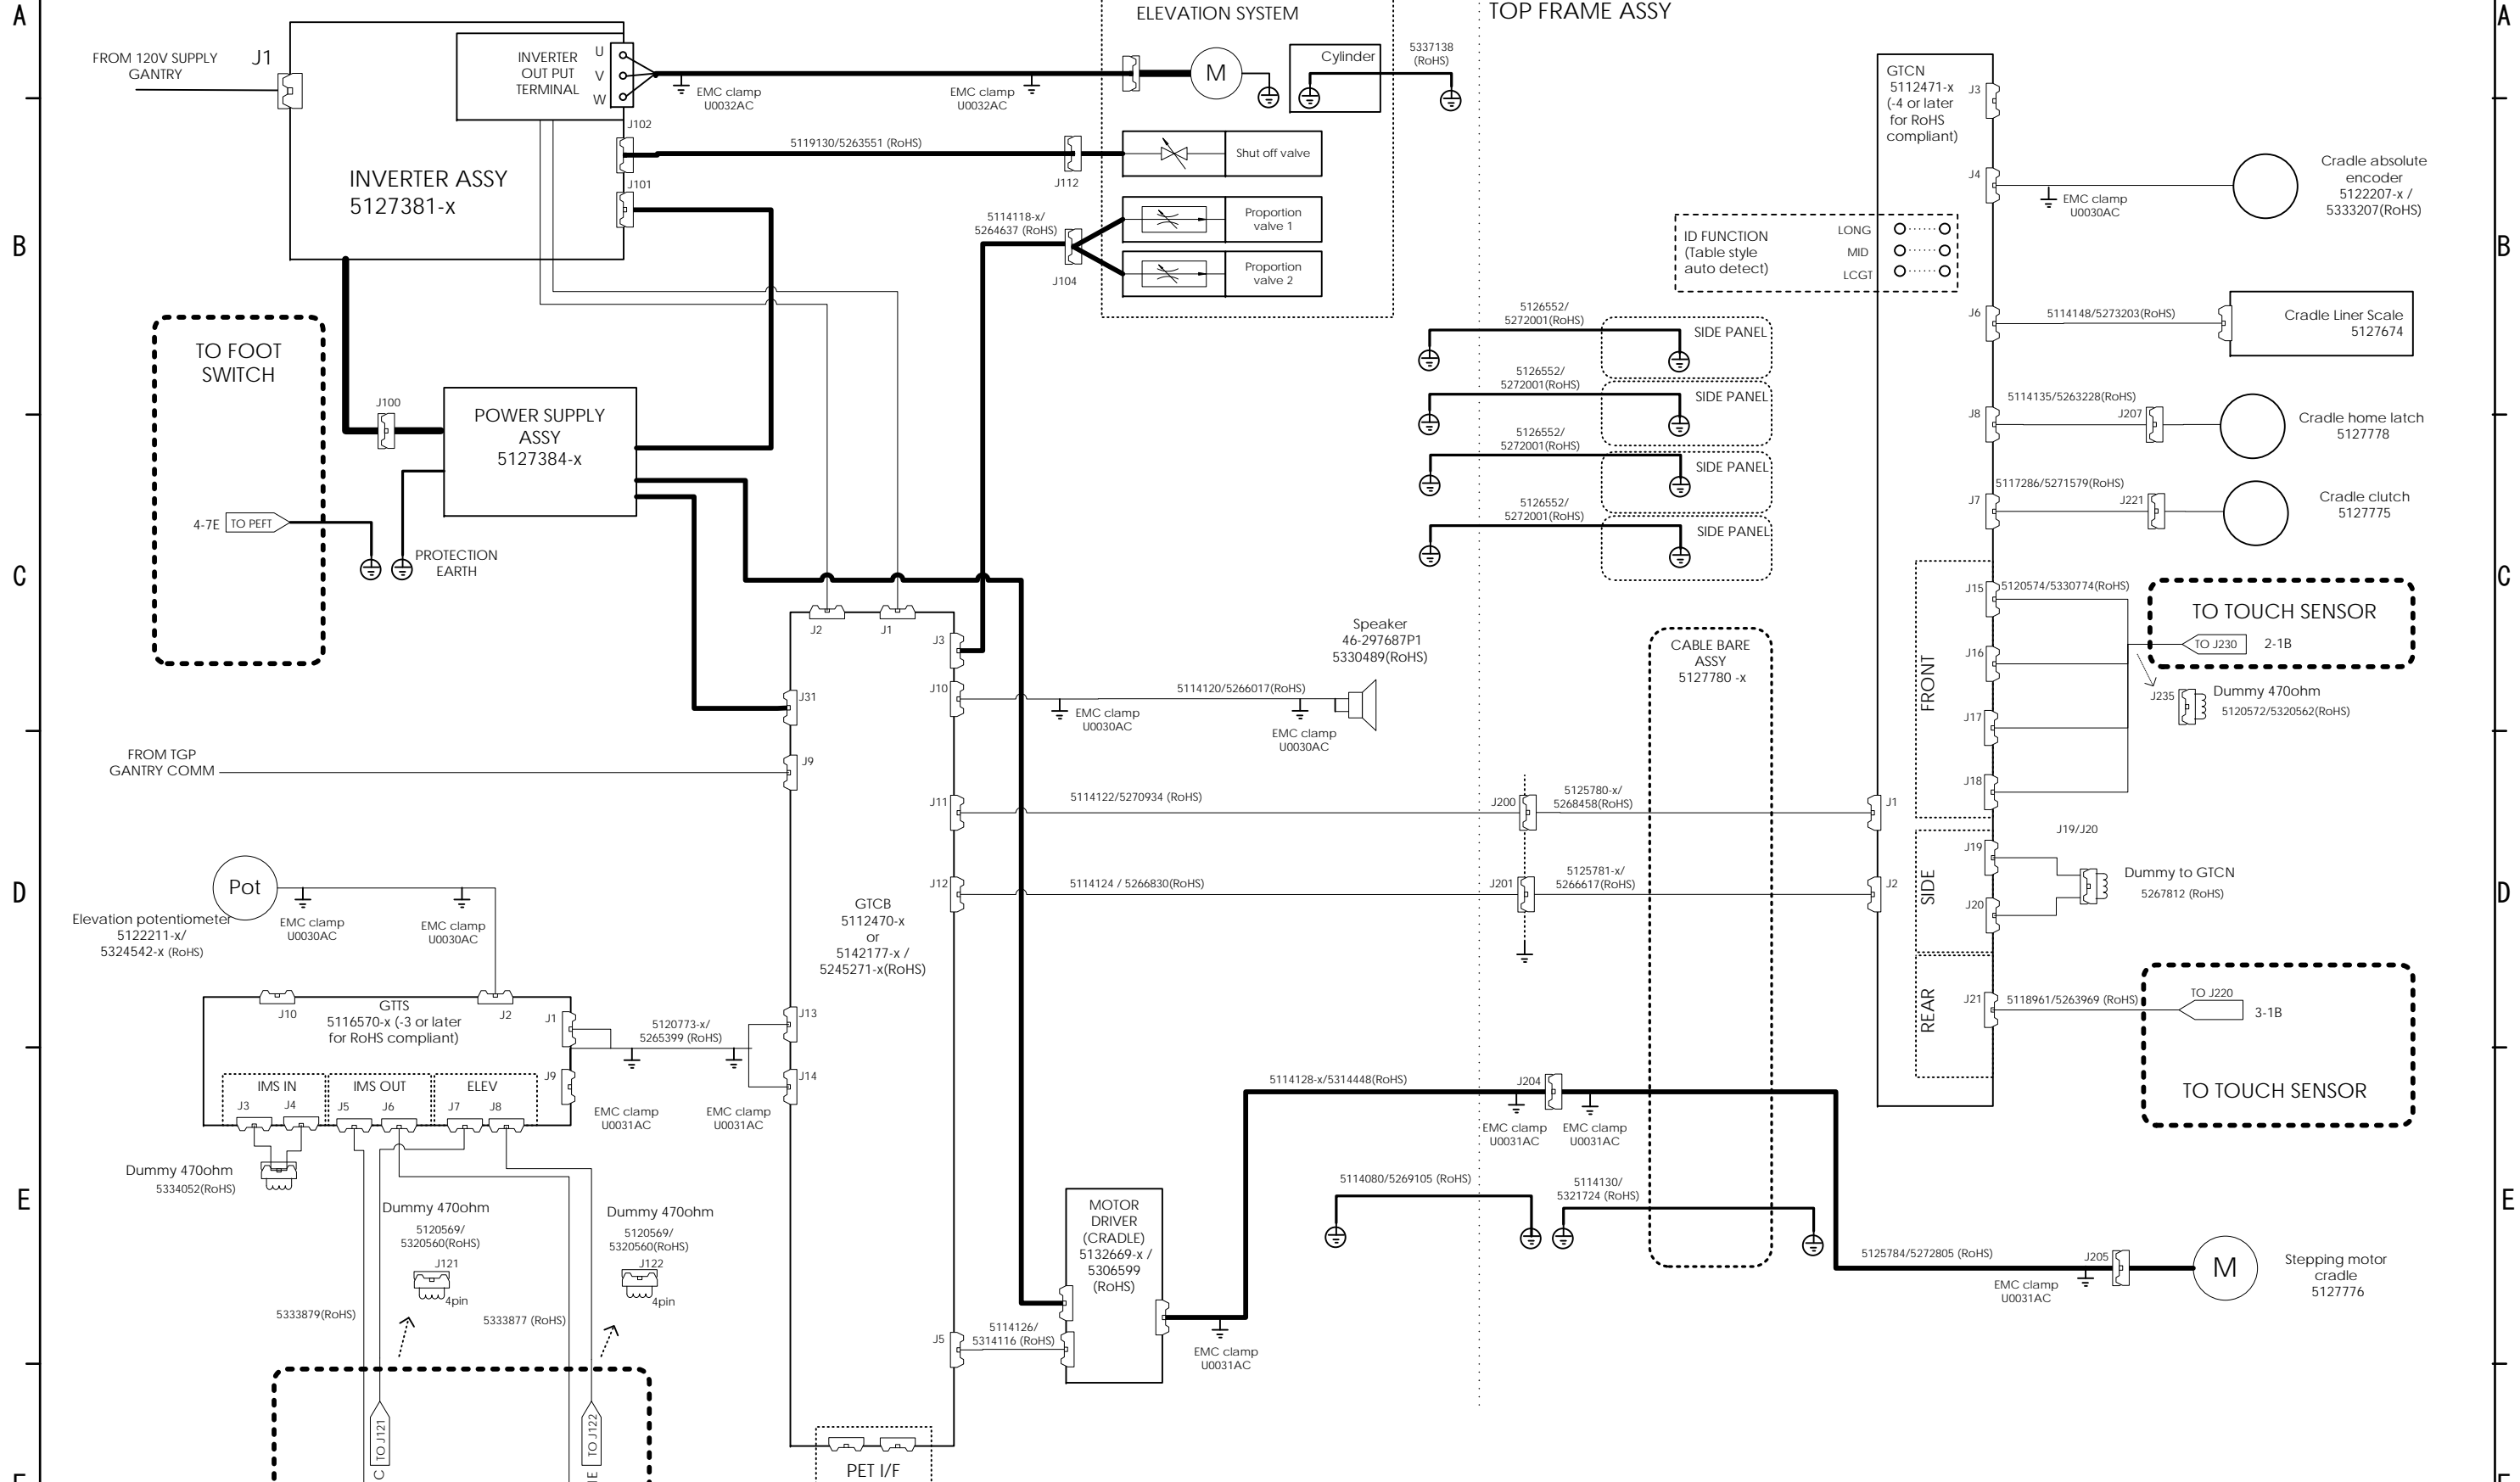 A
A
ELEVATION SYSTEM
TOP FRAME ASSY
FROM 120V SUPPLY
GANTRY
J1
INVERTER
OUT PUT
TERMINAL
U
V
W
EMC clamp
U0032AC
EMC clamp
U0032AC
M
Cylinder
5337138
(RoHS)
J102
5119130/5263551 (RoHS)
J112
Shut off valve
INVERTER ASSY
5127381-x
J101
5114118-x/
5264637 (RoHS)
J104
Proportion
valve 1
Proportion
valve 2
GTCN
5112471-x
(-4 or later
for RoHS
compliant)
J3
J4
EMC clamp
U0030AC
Cradle absolute
encoder
5122207-x /
5333207(RoHS)
B
B
ID FUNCTION
(Table style
auto detect)
LONG
MID
LCGT
J6
5114148/5273203(RoHS)
Cradle Liner Scale
5127674
TO FOOT
SWITCH
5126552/
5272001(RoHS)
SIDE PANEL
5126552/
5272001(RoHS)
SIDE PANEL
5126552/
5272001(RoHS)
SIDE PANEL
5126552/
5272001(RoHS)
SIDE PANEL
J100
POWER SUPPLY
ASSY
5127384-x
J8
5114135/5263228(RoHS)
J207
Cradle home latch
5127778
J7
5117286/5271579(RoHS)
J221
Cradle clutch
5127775
4-7E
TO PEFT
PROTECTION
EARTH
C
C
J2
J1
J3
J10
J31
Speaker
46-297687P1
5330489(RoHS)
5114120/5266017(RoHS)
EMC clamp
U0030AC
EMC clamp
U0030AC
CABLE BARE
ASSY
5127780 -x
FRONT
J15
J16
J17
J18
5120574/5330774(RoHS)
TO TOUCH SENSOR
TO J230
2-1B
J235
Dummy 470ohm
5120572/5320562(RoHS)
FROM TGP
GANTRY COMM
J9
J11
5114122/5270934 (RoHS)
J200
5125780-x/
5268458(RoHS)
J1
J19/J20
SIDE
J19
J20
Dummy to GTCN
5267812 (RoHS)
D
D
Pot
Elevation potentiometer
5122211-x/
5324542-x (RoHS)
EMC clamp
U0030AC
EMC clamp
U0030AC
GTCB
5112470-x
or
5142177-x /
5245271-x(RoHS)
J12
5114124 / 5266830(RoHS)
J201
5125781-x/
5266617(RoHS)
J2
REAR
J21
5118961/5263969 (RoHS)
TO J220
3-1B
TO TOUCH SENSOR
J10
GTTS
5116570-x (-3 or later
for RoHS compliant)
J2
J1
J9
5120773-x/
5265399 (RoHS)
J13
J14
EMC clamp
U0031AC
EMC clamp
U0031AC
IMS IN
IMS OUT
ELEV
J3
J4
J5
J6
J7
J8
Dummy 470ohm
5334052(RoHS)
5114128-x/5314448(RoHS)
J204
EMC clamp
U0031AC
EMC clamp
U0031AC
E
E
Dummy 470ohm
5120569/
5320560(RoHS)
J121
4pin
Dummy 470ohm
5120569/
5320560(RoHS)
J122
4pin
5333879(RoHS)
5333877 (RoHS)
5114080/5269105 (RoHS)
5114130/
5321724 (RoHS)
MOTOR
DRIVER
(CRADLE)
5132669-x /
5306599
(RoHS)
J5
5114126/
5314116 (RoHS)
EMC clamp
U0031AC
5125784/5272805 (RoHS)
EMC clamp
U0031AC
J205
M
Stepping motor
cradle
5127776
TO J121
TO J122
PET I/F